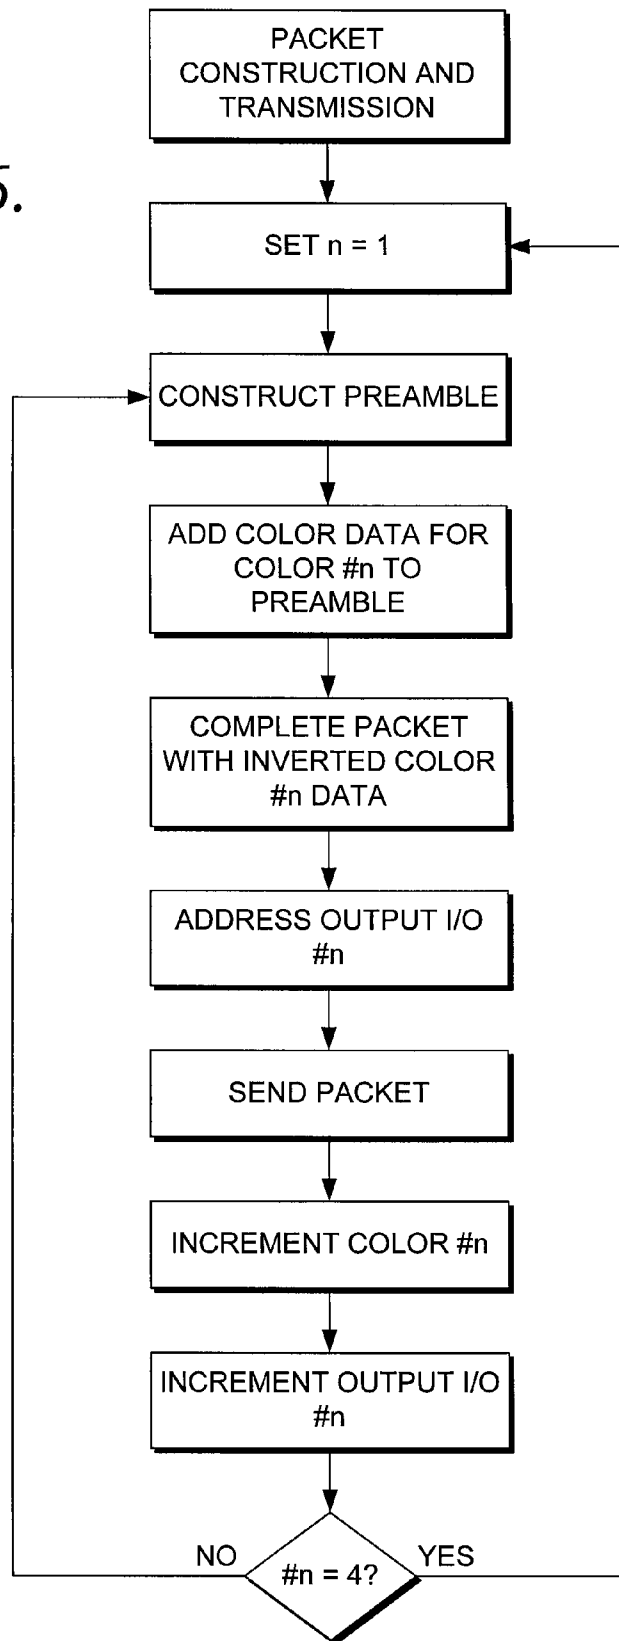 PACKET
CONSTRUCTION AND
TRANSMISSION
SET n = 1
CONSTRUCT PREAMBLE
ADD COLOR DATA FOR
COLOR #n TO
PREAMBLE
COMPLETE PACKET
WITH INVERTED COLOR
#n DATA
ADDRESS OUTPUT I/O
#n
SEND PACKET
INCREMENT COLOR #n
INCREMENT OUTPUT I/O
#n
NO
#n = 4?
YES